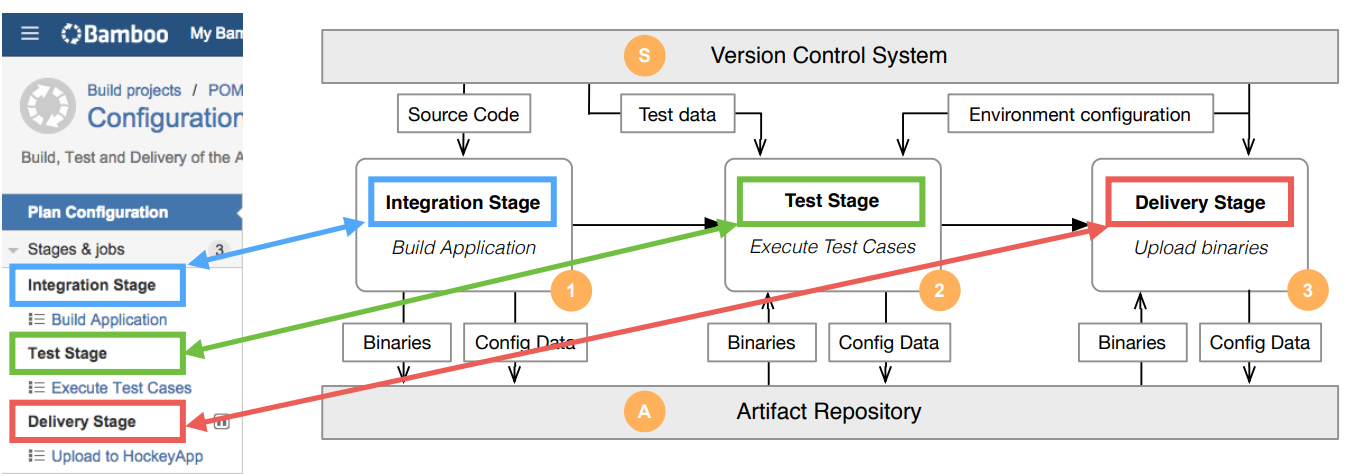 Bamboo My Bam
Build projects / POM
Configuration
Build, Test and Delivery of the A
Plan Configuration
Stages & jobs 3
Integration Stage
Build Application
Test Stage
Execute Test Cases
Delivery Stage
Upload to HockeyApp
S Version Control System
Source Code
Test data
Environment configuration
Integration Stage
Build Application
1
Test Stage
Execute Test Cases
2
Delivery Stage
Upload binaries
3
Binaries
Config Data
Binaries
Config Data
Binaries
Config Data
A Artifact Repository